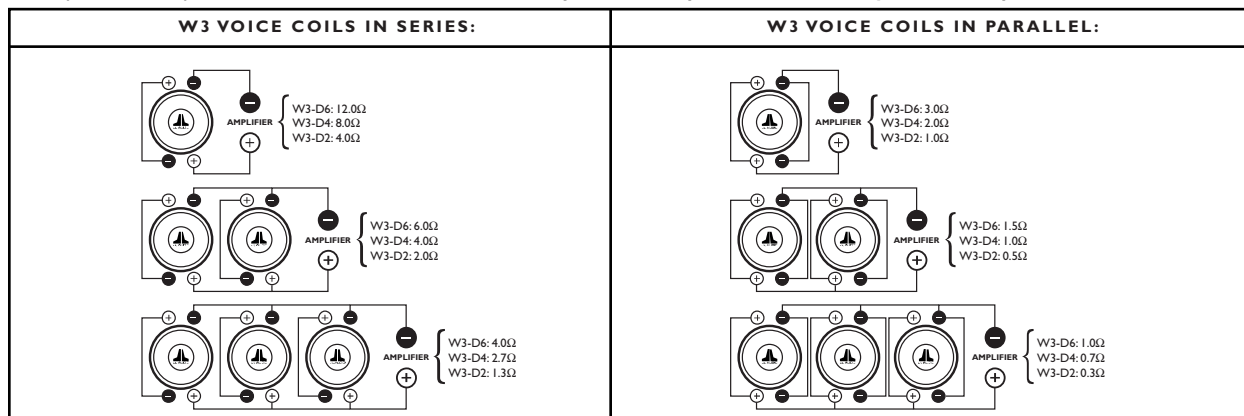 W3 VOICE COILS IN SERIES:
AMPLIFIER
W3-D6: 12.0Ω
W3-D4: 8.0Ω
W3-D2: 4.0Ω
AMPLIFIER
W3-D6: 6.0Ω
W3-D4: 4.0Ω
W3-D2: 2.0Ω
AMPLIFIER
W3-D6: 4.0Ω
W3-D4: 2.7Ω
W3-D2: 1.3Ω
W3 VOICE COILS IN PARALLEL:
AMPLIFIER
W3-D6: 3.0Ω
W3-D4: 2.0Ω
W3-D2: 1.0Ω
AMPLIFIER
W3-D6: 1.5Ω
W3-D4: 1.0Ω
W3-D2: 0.5Ω
AMPLIFIER
W3-D6: 1.0Ω
W3-D4: 0.7Ω
W3-D2: 0.3Ω